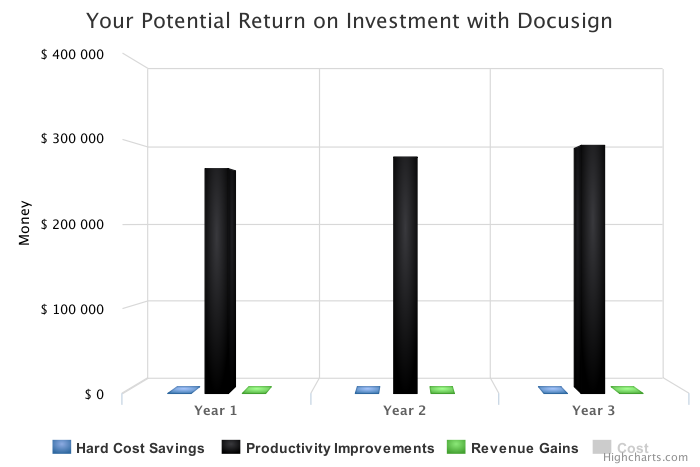 Your Potential Return on Investment with Docusign
Money
$ 400 000
$ 300 000
$ 200 000
$ 100 000
$ 0
Year 1
Year 2
Year 3
Hard Cost Savings
Productivity Improvements
Revenue Gains
Cost
Highcharts.com